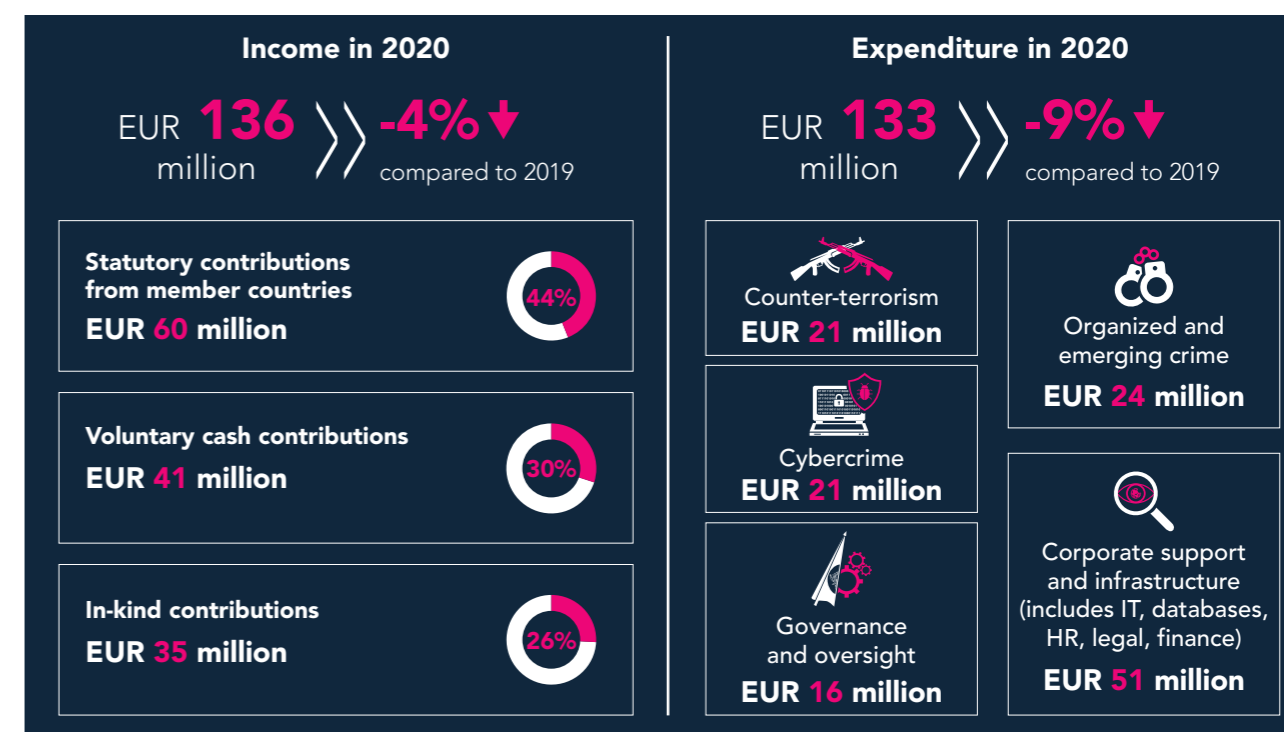 Income in 2020
EUR 136
million
-4%
compared to 2019
Statutory contributions
from member countries
EUR 60 million
44%
Voluntary cash contributions
EUR 41 million
30%
In-kind contributions
EUR 35 million
26%
Expenditure in 2020
EUR 133
million
-9%
compared to 2019
Counter-terrorism
EUR 21 million
Cybercrime
EUR 21 million
Governance
and oversight
EUR 16 million
Organized and
emerging crime
EUR 24 million
Corporate support
and infrastructure
(includes IT, databases,
HR, legal, finance)
EUR 51 million